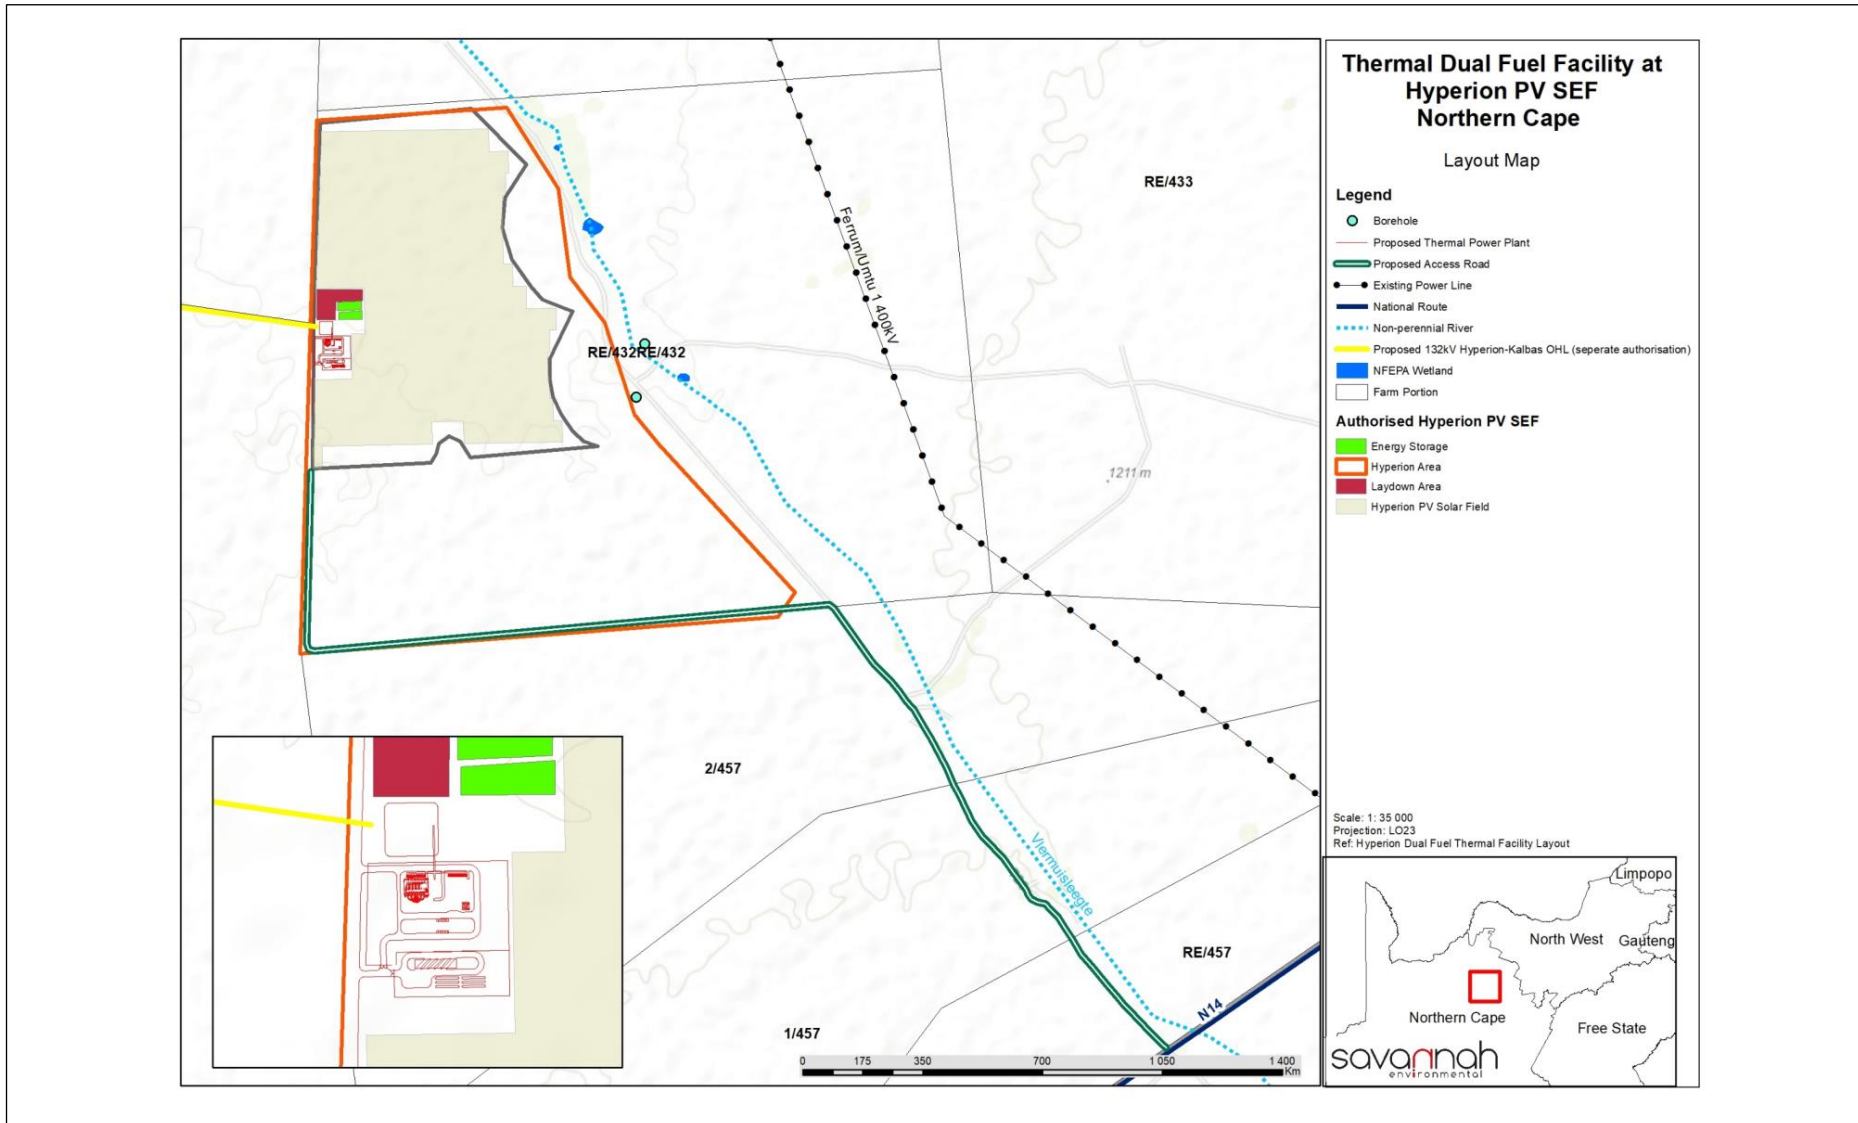 Thermal Dual Fuel Facility at
Hyperion PV SEF
Northern Cape
Layout Map
Legend
Borehole
Proposed Thermal Power Plant
Proposed Access Road
Existing Power Line
National Route
Non-perennial River
Proposed 132kV Hyperion-Kalbas OHL (seperate authorisation)
NFEPA Wetland
Farm Portion
Authorised Hyperion PV SEF
Energy Storage
Hyperion Area
Laydown Area
Hyperion PV Solar Field
RE/433
Ferrum/Umtu 1 400kV
RE/432RE/432
1211 m
2/457
Viermuisleegte
RE/457
N14
1/457
0 175 350 700 1 050 1 400
Km
Scale: 1: 35 000
Projection: LO23
Ref: Hyperion Dual Fuel Thermal Facility Layout
Limpopo
North West
Gauteng
Northern Cape
Free State
savannah
environmental